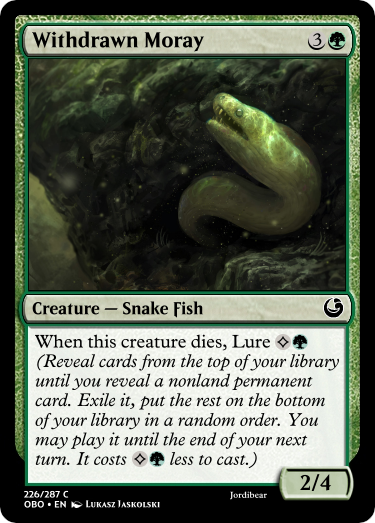 Withdrawn Moray 3
Creature — Snake Fish
When this creature dies, Lure
(Reveal cards from the top of your library
until you reveal a nonland permanent
card. Exile it, put the rest on the bottom
of your library in a random order. You
may play it until the end of your next
turn. It costs less to cast.)
2/4
226/287 C
OBO • EN Lukasz Jaskolski
Jordibear